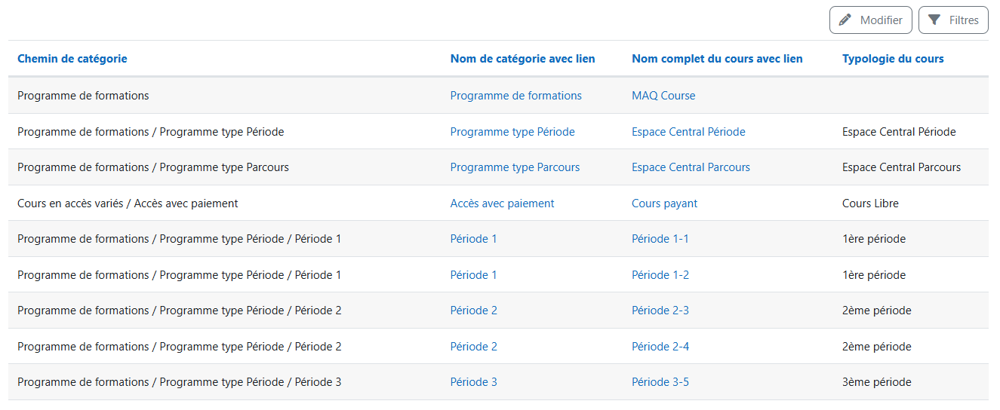 Modifier Filtres
Chemin de catégorie Nom de catégorie avec lien Nom complet du cours avec lien Typologie du cours
Programme de formations Programme de formations MAQ Course
Programme de formations / Programme type Période Programme type Période Espace Central Période Espace Central Période
Programme de formations / Programme type Parcours Programme type Parcours Espace Central Parcours Espace Central Parcours
Cours en accès variés / Accès avec paiement Accès avec paiement Cours payant Cours Libre
Programme de formations / Programme type Période / Période 1 Période 1 Période 1-1 1ère période
Programme de formations / Programme type Période / Période 1 Période 1 Période 1-2 1ère période
Programme de formations / Programme type Période / Période 2 Période 2 Période 2-3 2ème période
Programme de formations / Programme type Période / Période 2 Période 2 Période 2-4 2ème période
Programme de formations / Programme type Période / Période 3 Période 3 Période 3-5 3ème période